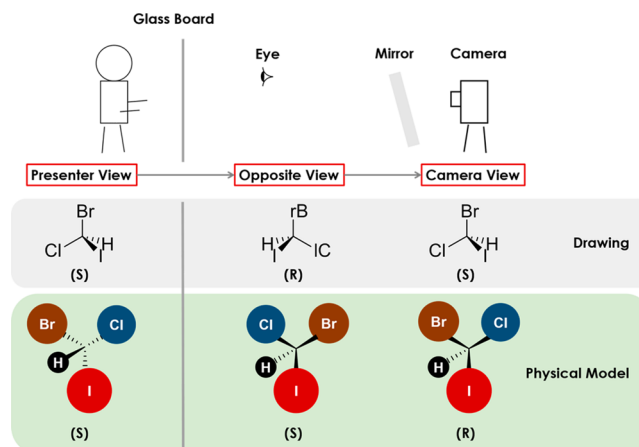 Glass Board
Eye
Mirror
Camera
Presenter View
Opposite View
Camera View
Br
Cl
H
I
(S)
rB
H
I
IC
(R)
Br
Cl
H
I
(S)
Drawing
Br
Cl
H
I
(S)
Cl
Br
H
I
(S)
Br
Cl
H
I
(R)
Physical Model